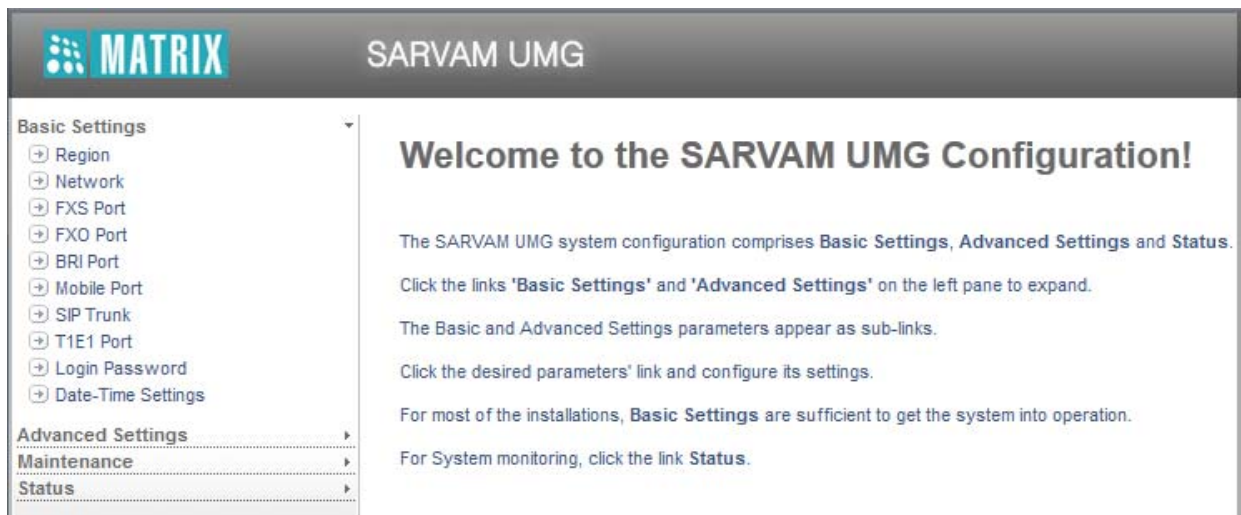 MATRIX
SARVAM UMG
Basic Settings
Region
Network
FXS Port
FXO Port
BRI Port
Mobile Port
SIP Trunk
T1E1 Port
Login Password
Date-Time Settings
Advanced Settings
Maintenance
Status
Welcome to the SARVAM UMG Configuration!
The SARVAM UMG system configuration comprises Basic Settings, Advanced Settings and Status.
Click the links 'Basic Settings' and 'Advanced Settings' on the left pane to expand.
The Basic and Advanced Settings parameters appear as sub-links.
Click the desired parameters' link and configure its settings.
For most of the installations, Basic Settings are sufficient to get the system into operation.
For System monitoring, click the link Status.